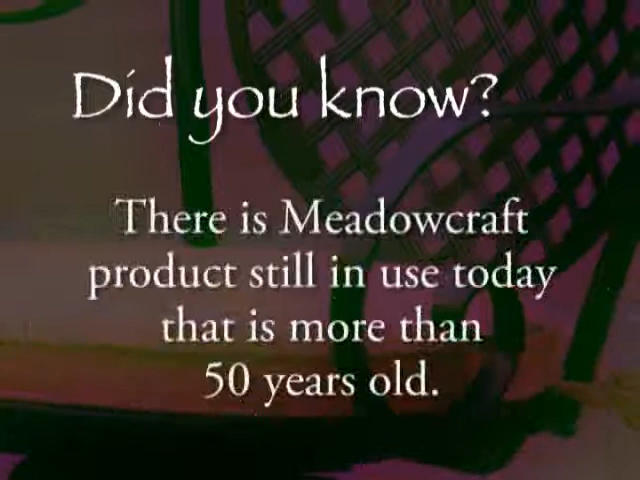 Did you know?
There is Meadowcraft
product still in use today
that is more than
50 years old.